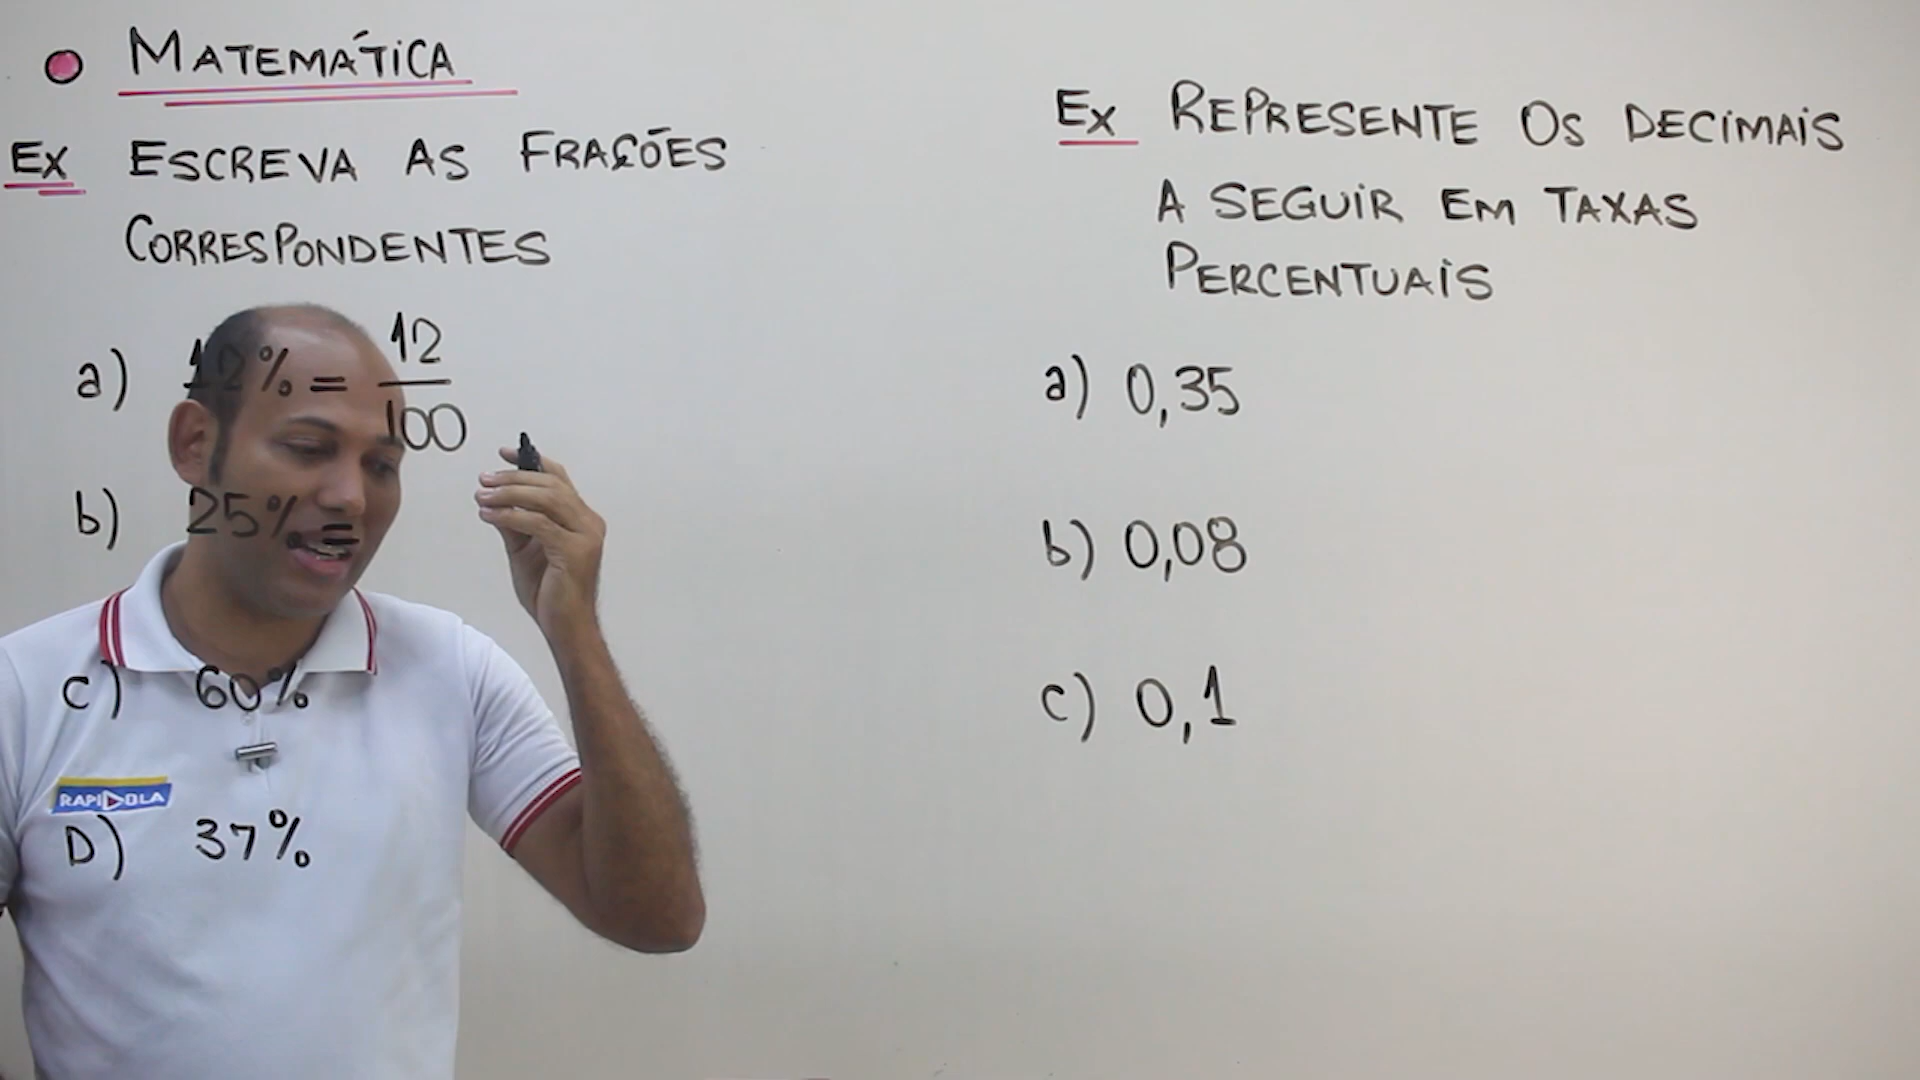 MATEMÁTICA
Ex ESCREVA AS FRAÇÕES
CORRESPONDENTES
a) 12% = 12/100
b) 25% =
c) 60%
D) 37%
RAPIDOLA
Ex REPRESENTE OS DECIMAIS
A SEGUIR EM TAXAS
PERCENTUAIS
a) 0,35
b) 0,08
c) 0,1